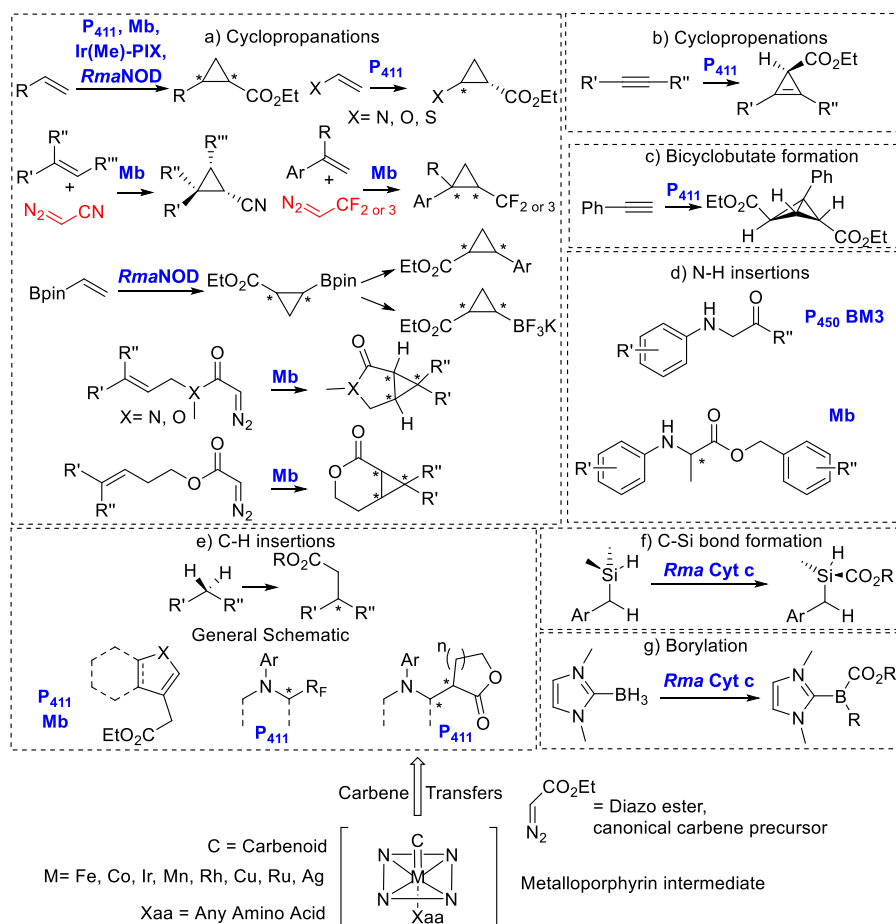 P411, Mb,
Ir(Me)-PIX,
RmaNOD
a) Cyclopropanations
R
R
*
*
CO2Et
X
P411
X
*
CO2Et
X= N, O, S
R"
R
R'''
+
N2
CN
Mb
R'''
R"
R'
CN
R
Ar
+
N2
CF2 or 3
Mb
R
Ar
*
*
CF2 or 3
Bpin
RmaNOD
EtO2C
*
*
Bpin
EtO2C
*
*
Ar
EtO2C
*
*
BF3K
R"
R'
X
O
N2
X= N, O
Mb
O
H
X
*
*
*
H
R"
R'
R'
R"
O
O
N2
Mb
O
O
*
*
*
R"
R'
b) Cyclopropenations
R'
R"
P411
H
CO2Et
R'
R"
c) Bicyclobutate formation
Ph
P411
EtO2C
Ph
H
H
CO2Et
d) N-H insertions
R'
H
N
O
R"
P450 BM3
R'
H
N
*
O
O
R"
Mb
e) C-H insertions
H
H
R'
R"
RO2C
R'
*
R"
General Schematic
P411
Mb
X
EtO2C
Ar
N
*
RF
P411
Ar
N
*
*
n
O
O
P411
f) C-Si bond formation
Si
H
Ar
H
Rma Cyt c
H
Si
CO2R
Ar
H
g) Borylation
N
N
BH3
Rma Cyt c
N
N
B
CO2R
R
Carbene
Transfers
CO2Et
N2
= Diazo ester,
canonical carbene precursor
C = Carbenoid
M= Fe, Co, Ir, Mn, Rh, Cu, Ru, Ag
Xaa = Any Amino Acid
C
N
N
M
N
N
Xaa
Metalloporphyrin intermediate